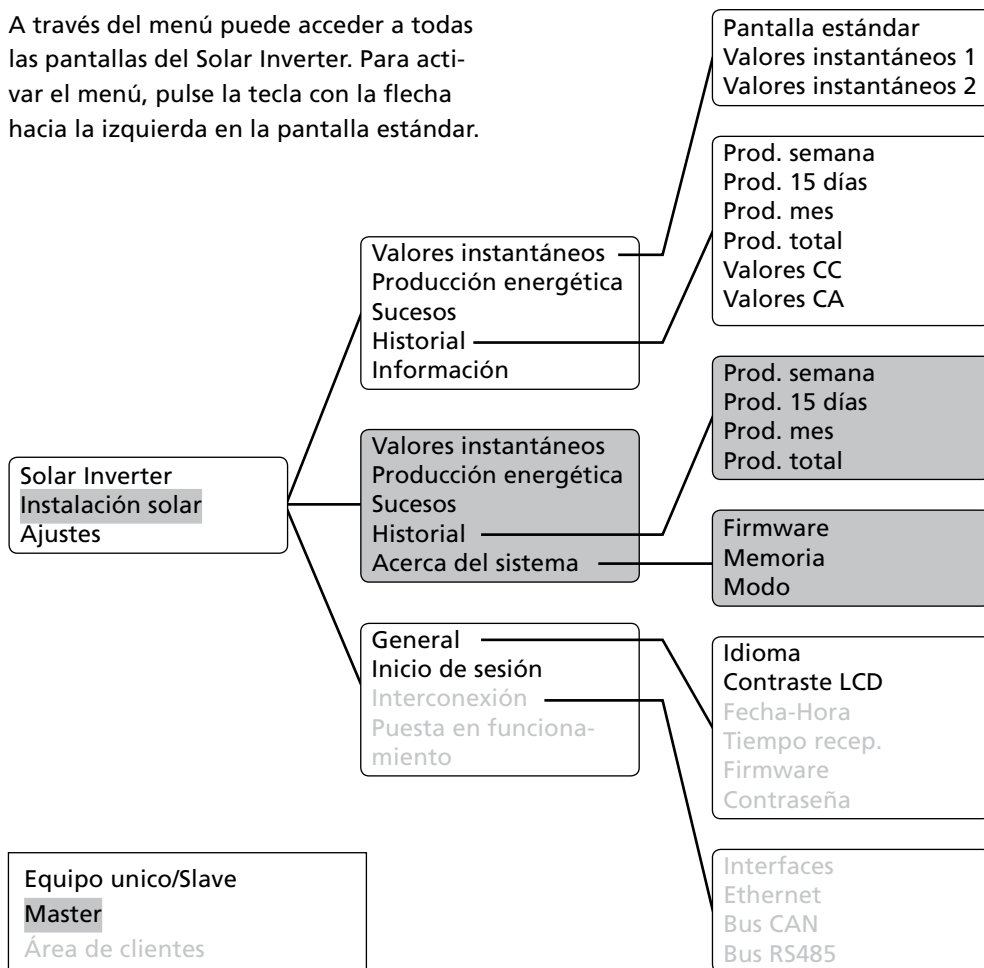 A través del menú puede acceder a todas
las pantallas del Solar Inverter. Para acti-
var el menú, pulse la tecla con la flecha
hacia la izquierda en la pantalla estándar.
Solar Inverter
Instalación solar
Ajustes
Valores instantáneos
Producción energética
Sucesos
Historial
Información
Valores instantáneos
Producción energética
Sucesos
Historial
Acerca del sistema
General
Inicio de sesión
Interconexión
Puesta en funciona-
miento
Pantalla estándar
Valores instantáneos 1
Valores instantáneos 2
Prod. semana
Prod. 15 días
Prod. mes
Prod. total
Valores CC
Valores CA
Prod. semana
Prod. 15 días
Prod. mes
Prod. total
Firmware
Memoria
Modo
Idioma
Contraste LCD
Fecha-Hora
Tiempo recep.
Firmware
Contraseña
Interfaces
Ethernet
Bus CAN
Bus RS485
Equipo unico/Slave
Master
Área de clientes